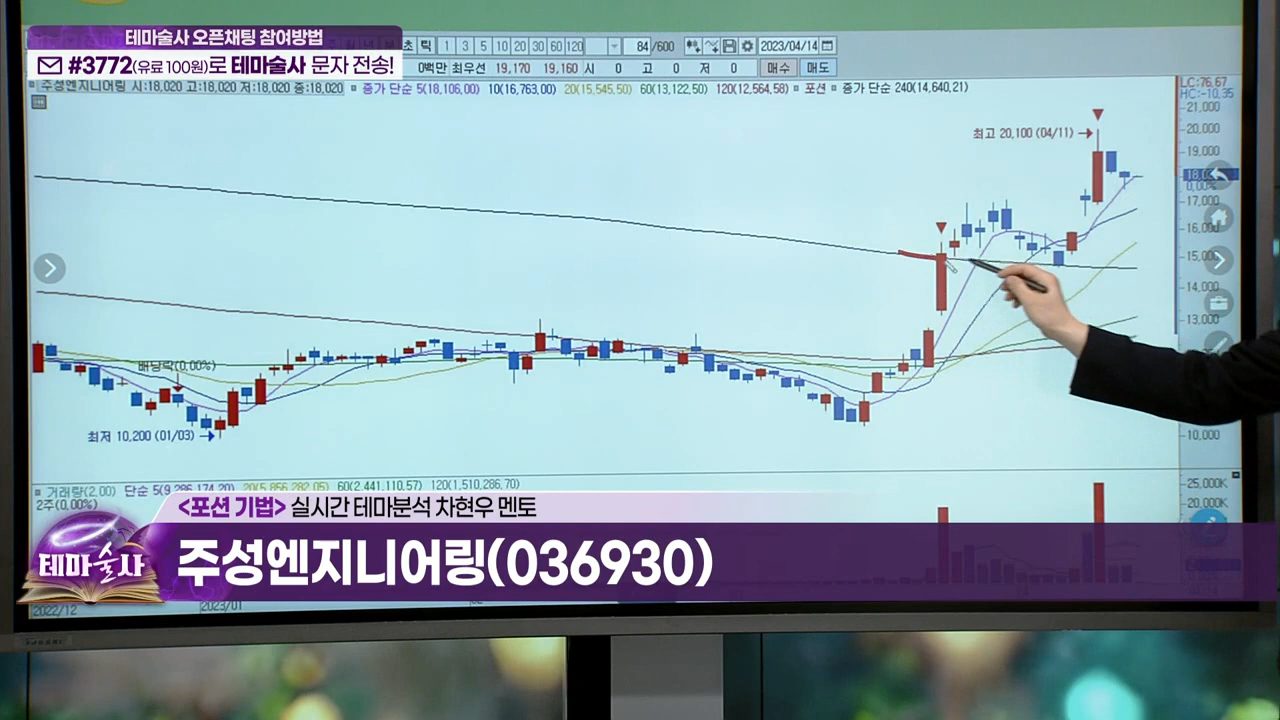 테마술사 오픈채팅 참여방법
#3772(유료 100원)로 테마술사 문자 전송!
초 틱 1 3 5 10 20 30 60 120 84 /600 2023/04/14
0백만 최우선 19,170 19,160 시 0 고 0 저 0 매수 매도
주성엔지니어링 시:18,020 고:18,020 저:18,020 종:18,020 종가 단순 5(18,106.00) 10(16,763.00) 20(15,545.50) 60(13,122.50) 120(12,564.58) 포션 종가 단순 240(14,640.21)
LC:76.67
HC:-10.35
21,000
최고 20,100 (04/11)
20,000
19,000
0.00%
17,000
16,000
15,000
14,000
13,000
배당락(0.00%)
최저 10,200 (01/03)
10,000
거래량(2.00) 단순 5(9,286,174.20) 20(5,856,282.05) 60(2,441,110.57) 120(1,510,286.70)
2주(0.00%)
25,000K
20,000K
<포션 기법> 실시간 테마분석 차현우 멘토
테마술사
주성엔지니어링(036930)
2022/12 2023/01